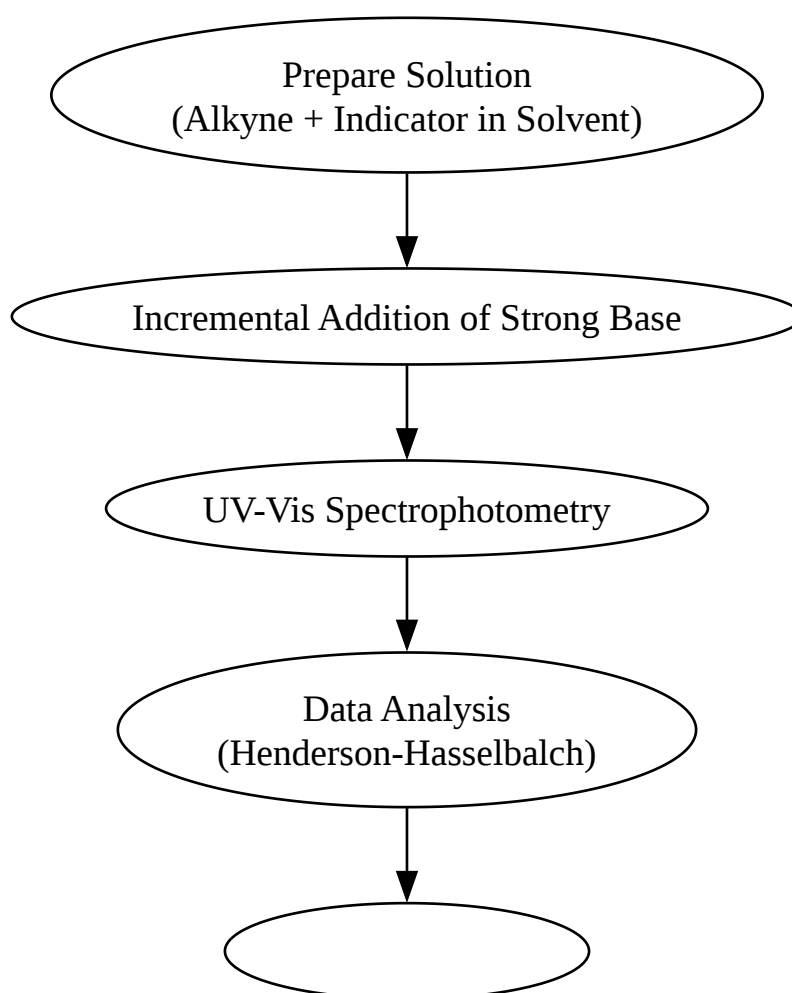 Prepare Solution
(Alkyne + Indicator in Solvent)
Incremental Addition of Strong Base
UV-Vis Spectrophotometry
Data Analysis
(Henderson-Hasselbalch)